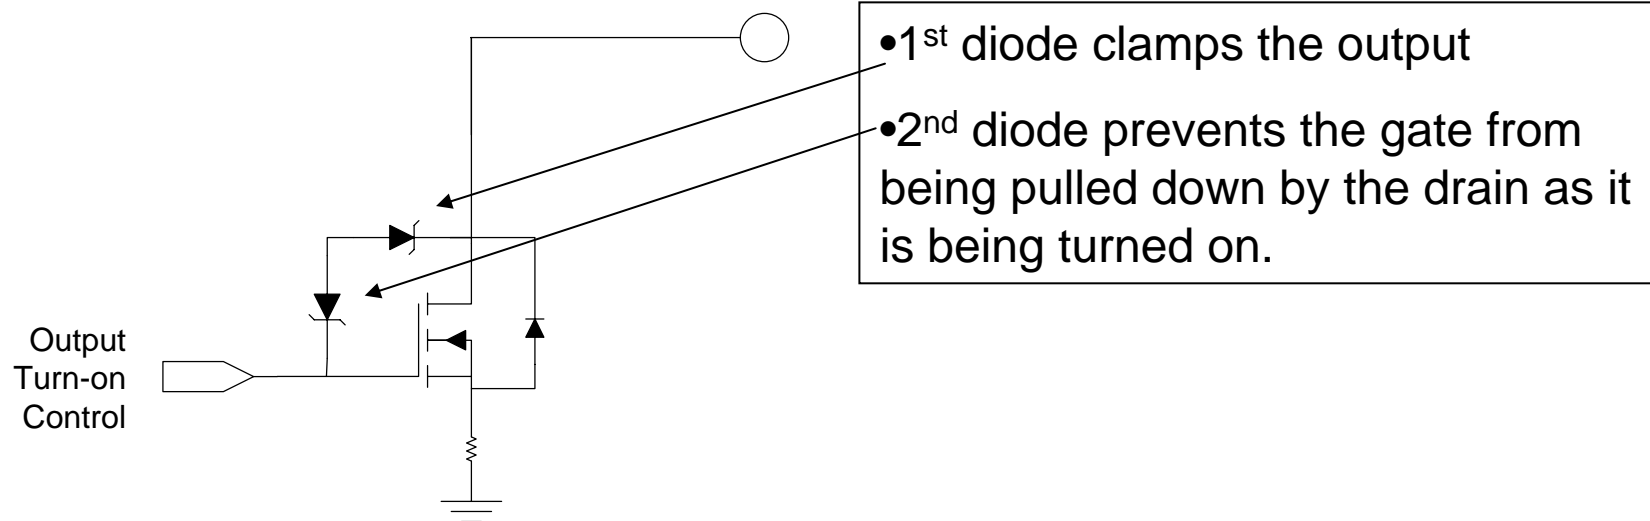 •1st diode clamps the output
•2nd diode prevents the gate from
being pulled down by the drain as it
is being turned on.
Output
Turn-on
Control